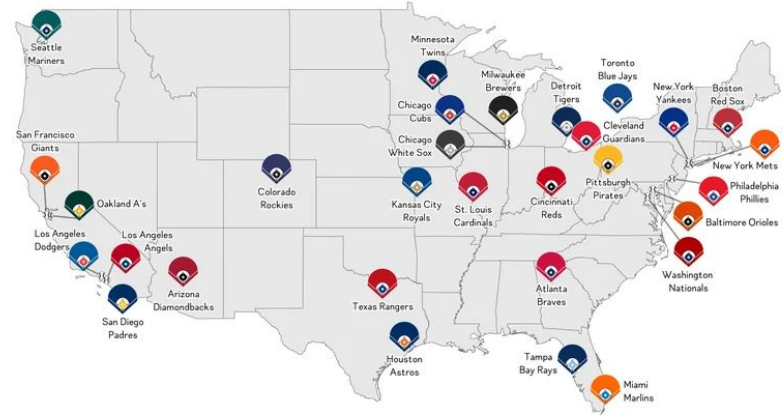 Seattle
Mariners
Minnesota
Twins
Milwaukee
Brewers
Toronto
Blue Jays
Detroit
Tigers
New York
Yankees
Boston
Red Sox
Chicago
Cubs
Cleveland
Guardians
Chicago
White Sox
San Francisco
Giants
New York Mets
Colorado
Rockies
Pittsburgh
Pirates
Philadelphia
Phillies
Oakland A's
Kansas City
Royals
St. Louis
Cardinals
Cincinnati
Reds
Baltimore Orioles
Los Angeles
Dodgers
Los Angeles
Angels
Washington
Nationals
Arizona
Diamondbacks
Atlanta
Braves
Texas Rangers
San Diego
Padres
Houston
Astros
Tampa
Bay Rays
Miami
Marlins